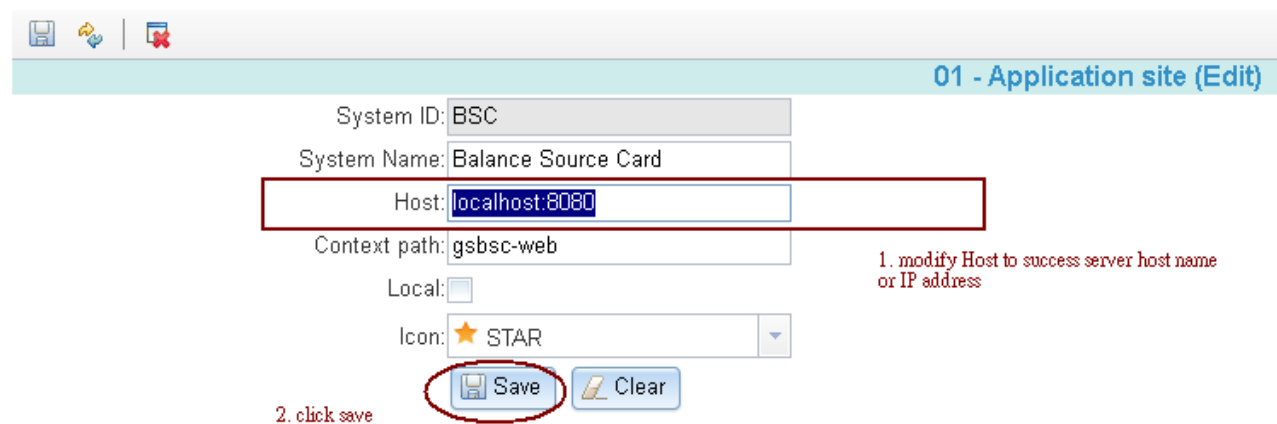 01 - Application site (Edit)
System ID: BSC
System Name: Balance Source Card
Host: localhost:8080
Context path: gsbsc-web
1. modify Host to success server host name
or IP address
Local:
Icon: STAR
Save Clear
2. click save